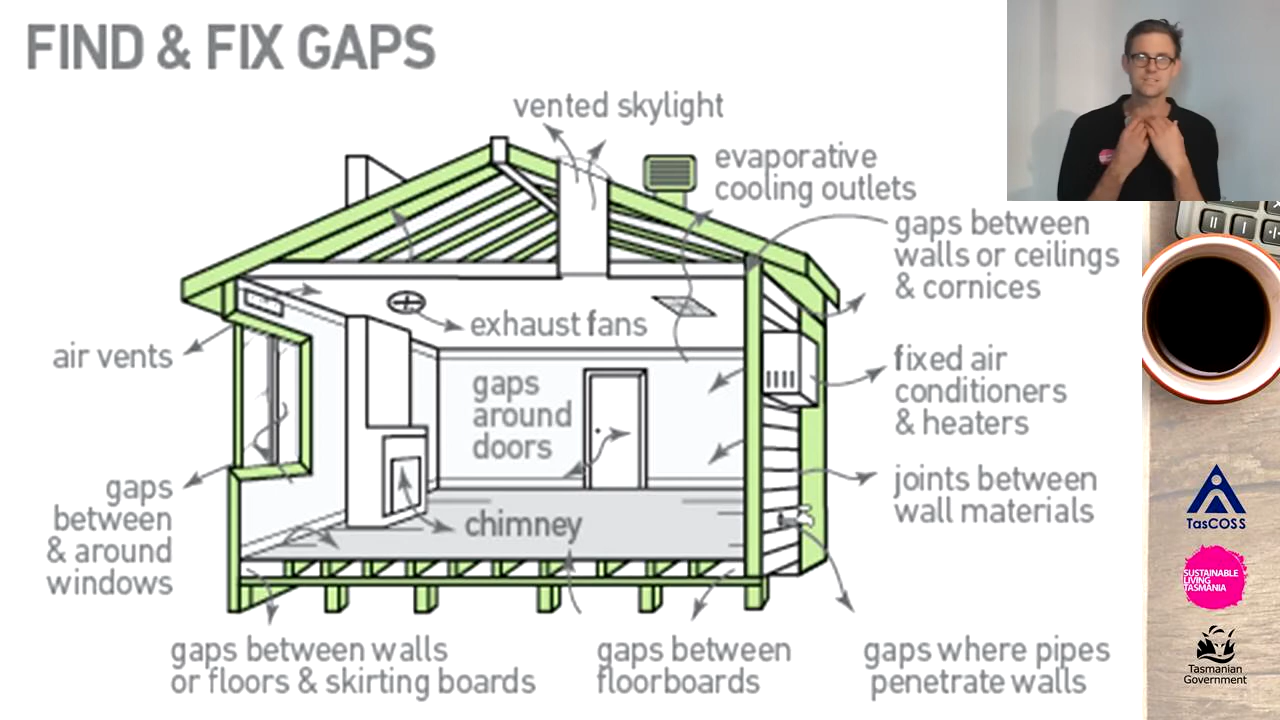 FIND & FIX GAPS
vented skylight
evaporative
cooling outlets
gaps between
walls or ceilings
& cornices
exhaust fans
air vents
fixed air
conditioners
& heaters
gaps
around
doors
joints between
wall materials
gaps
between
& around
windows
chimney
gaps between walls
or floors & skirting boards
gaps between
floorboards
gaps where pipes
penetrate walls
TasCOSS
SUSTAINABLE
LIVING
TASMANIA
Tasmanian
Government